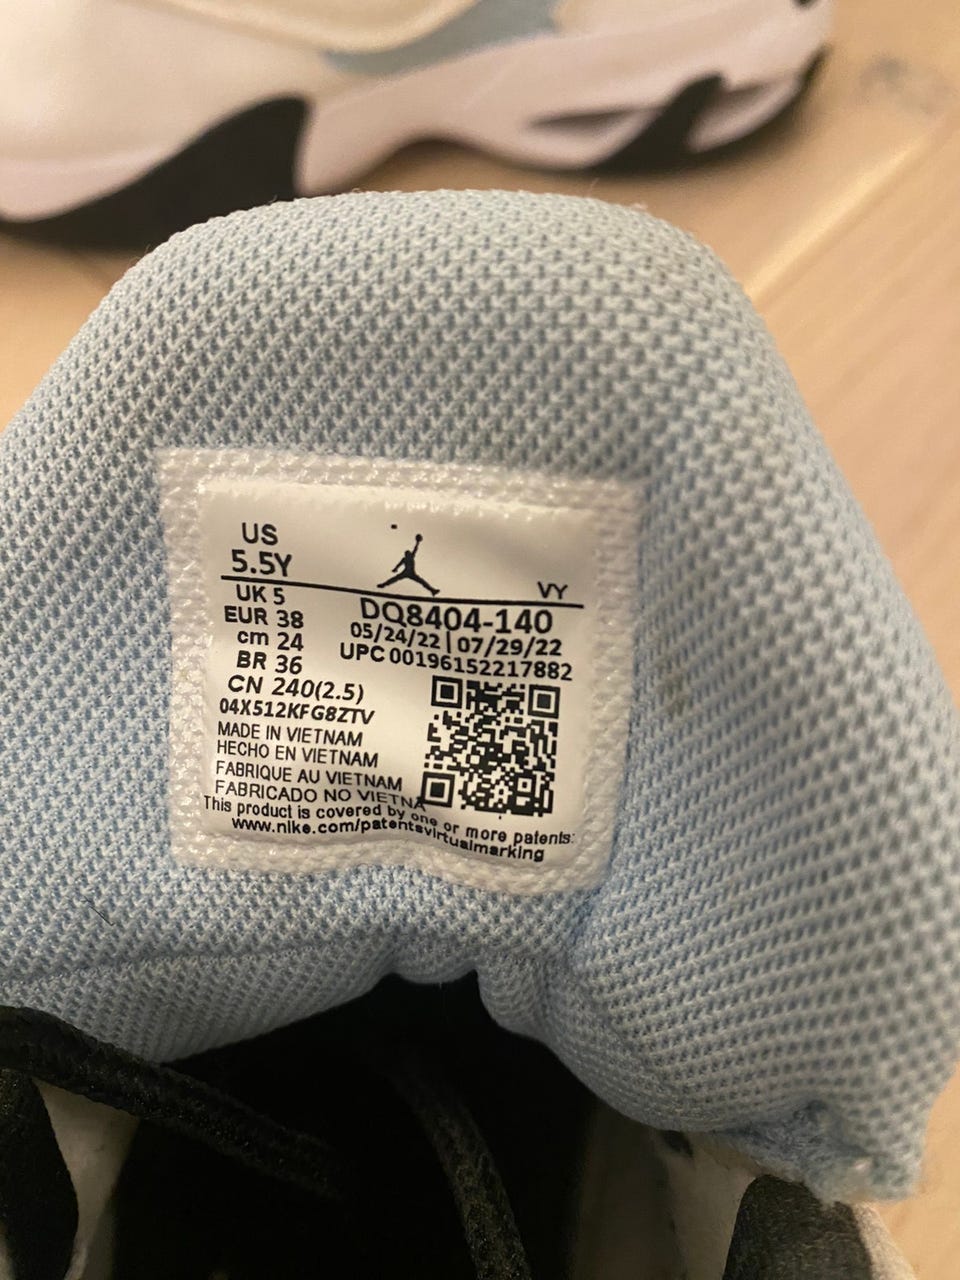 US
5.5Y
VY
UK 5
EUR 38
cm 24
BR 36
CN 240(2.5)
04X512KFG8ZTV
DQ8404-140
05/24/22 | 07/29/22
UPC 00196152217882
MADE IN VIETNAM
HECHO EN VIETNAM
FABRIQUE AU VIETNAM
FABRICADO NO VIETNA
This product is covered by one or more patents:
www.nike.com/patentsvirtualmarking